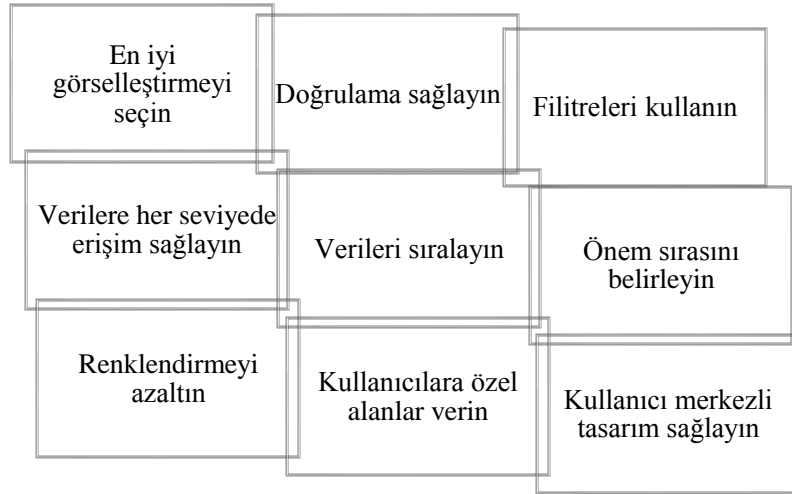 En iyi
görselleştirmeyi
seçin
Doğrulama sağlayın
Filitreleri kullanın
Verilere her seviyede
erişim sağlayın
Verileri sıralayın
Önem sırasını
belirleyin
Renklendirmeyi
azaltın
Kullanıcılara özel
alanlar verin
Kullanıcı merkezli
tasarım sağlayın